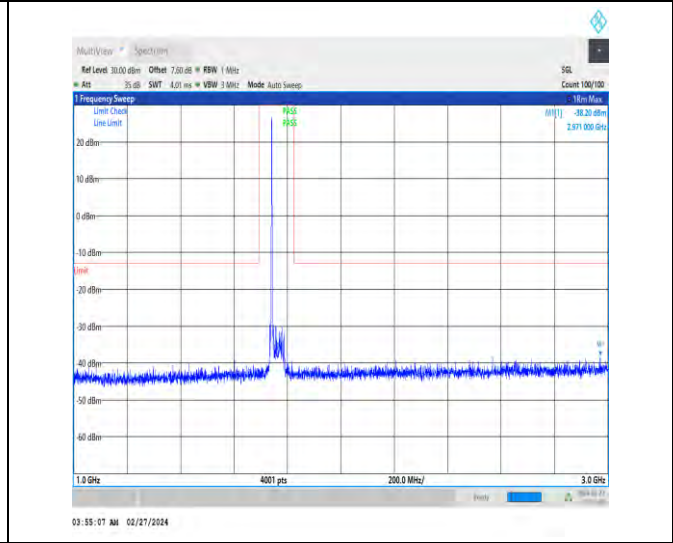 MultiView Spectrum
Ref Level 30.00 dBm Offset 7.60 dB RBW 1 MHz SGL
Att 35 dB SWT 4.01 ms VBW 3 MHz Mode Auto Sweep Count 100/100
1 Frequency Sweep 1Rm Max
Limit Check PASS M1[1] -38.20 dBm
Line Limit PASS 2.971 000 GHz
20 dBm
10 dBm
0 dBm
-10 dBm
Limit
-20 dBm
-30 dBm
M1
-40 dBm
-50 dBm
-60 dBm
1.0 GHz 4001 pts 200.0 MHz/ 3.0 GHz
Ready
03:55:07 AM 02/27/2024